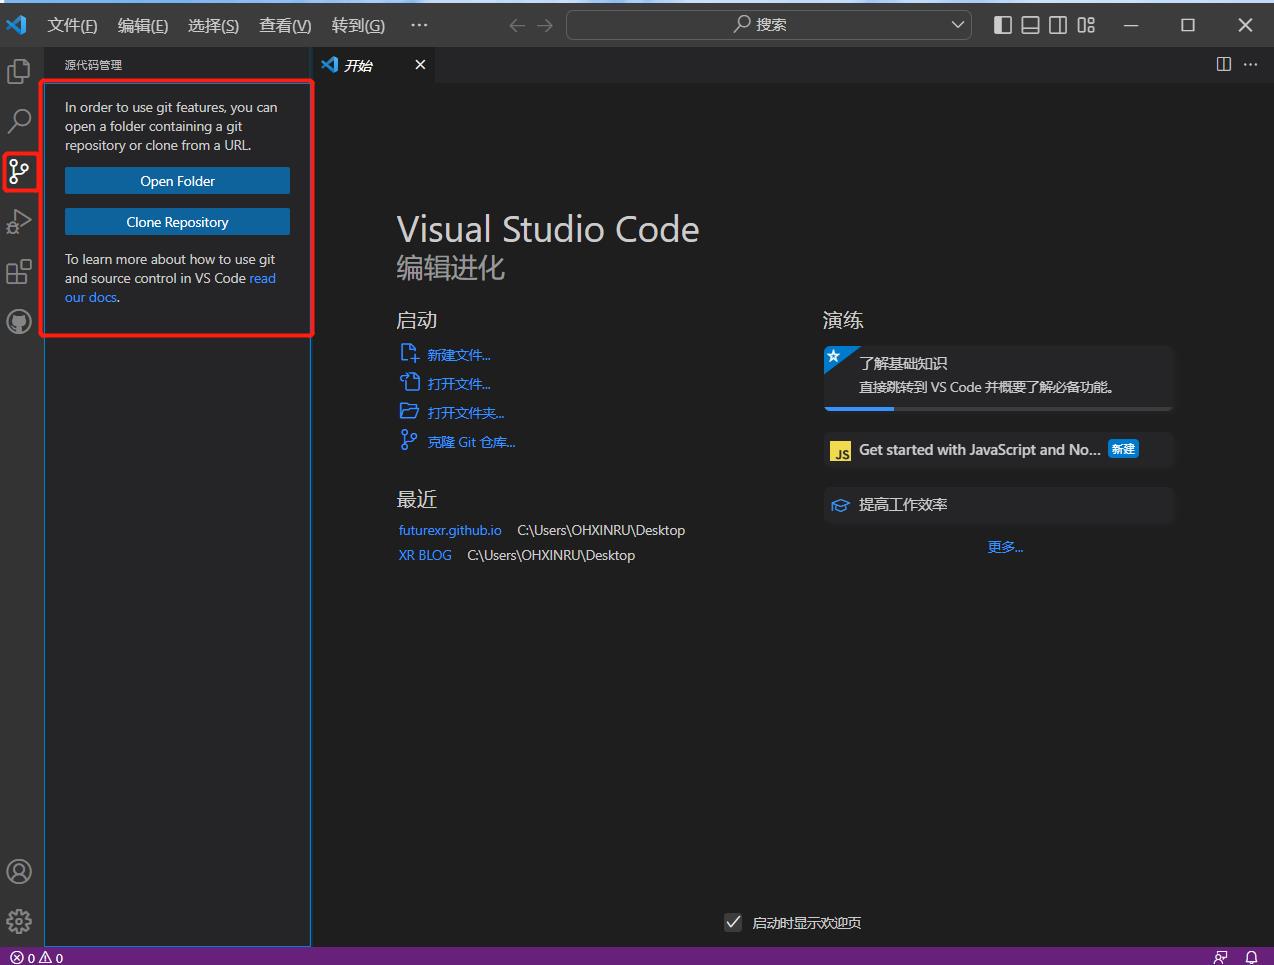 文件(F) 编辑(E) 选择(S) 查看(V) 转到(G) ··· 搜索
源代码管理
开始
In order to use git features, you can
open a folder containing a git
repository or clone from a URL.
Open Folder
Clone Repository
To learn more about how to use git
and source control in VS Code read
our docs.
Visual Studio Code
编辑进化
启动
新建文件...
打开文件...
打开文件夹...
克隆 Git 仓库...
最近
futurexr.github.io C:\Users\OHXINRU\Desktop
XR BLOG C:\Users\OHXINRU\Desktop
演练
了解基础知识
直接跳转到 VS Code 并概要了解必备功能。
JS Get started with JavaScript and No... 新建
提高工作效率
更多...
启动时显示欢迎页
0 0